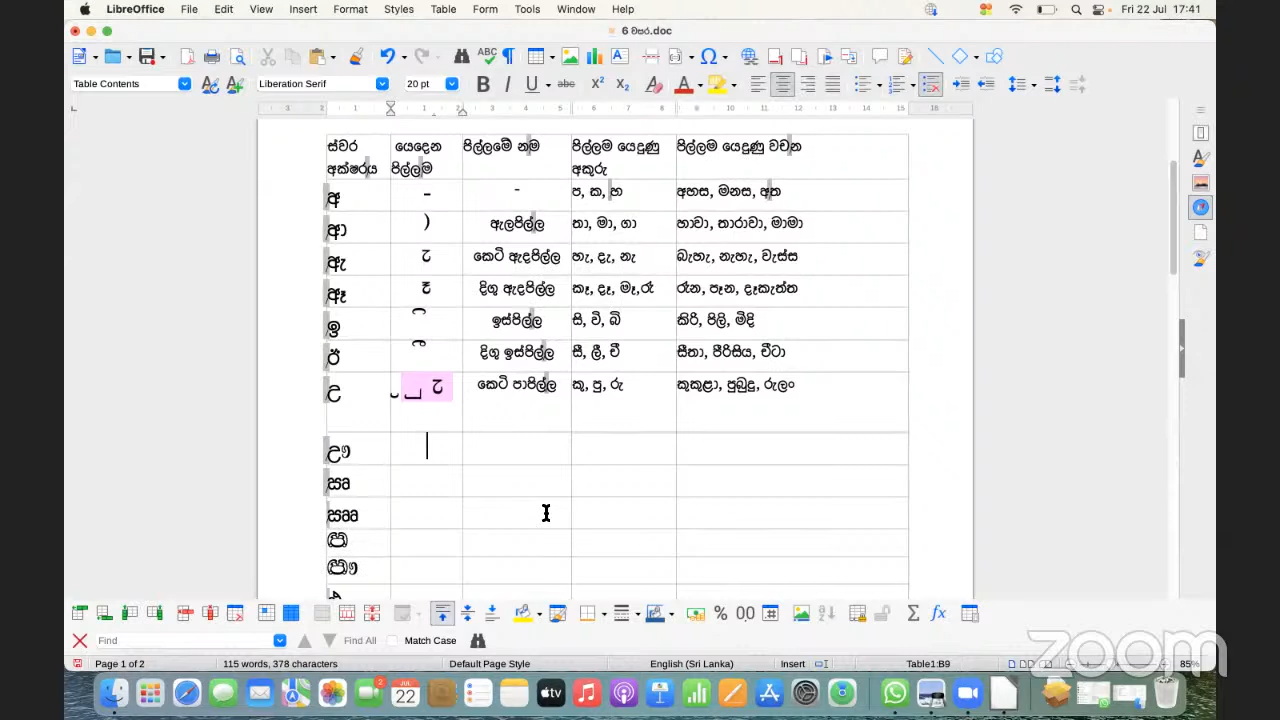 LibreOffice File Edit View Insert Format Styles Table Form Tools Window Help Fri 22 Jul 17:41
6 වසර.doc
Table Contents Liberation Serif 20 pt
ස්වර අක්ෂරය යෙදෙන පිල්ලම පිල්ලමේ නම පිල්ලම යෙදුණු අකුරු පිල්ලම යෙදුණු වචන
අ - - ප, ක, හ අහස, මනස, අත
ආ ා ඇලපිල්ල තා, මා, ගා හාවා, තාරාවා, මාමා
ඇ ැ කෙටි ඇදපිල්ල හැ, දැ, නැ බැහැ, නැහැ, වැස්ස
ඈ ෑ දිගු ඇදපිල්ල කෑ, දෑ, මෑ,රෑ රෑන, පෑන, දෑකැත්ත
ඉ ි ඉස්පිල්ල සි, වි, බි කිරි, පිලි, මිදි
ඊ ී දිගු ඉස්පිල්ල සී, ලී, චී සීතා, පීරිසිය, චීටා
උ කෙටි පාපිල්ල කු, පු, රු කුකුළා, පුබුදු, රුලං
ඌ
ඍ
ඎ
ඏ
ඐ
Find Find All Match Case
Page 1 of 2 115 words, 378 characters Default Page Style English (Sri Lanka) Insert Table1:B9 85%
zoom